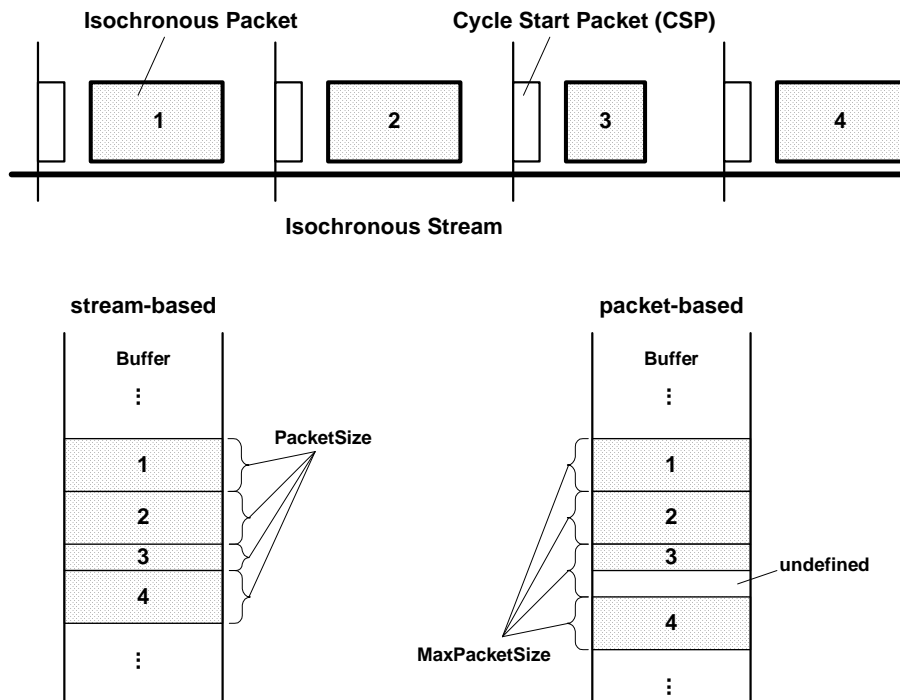 Isochronous Packet
Cycle Start Packet (CSP)
1
2
3
4
Isochronous Stream
stream-based
Buffer
...
1
2
3
4
...
PacketSize
packet-based
Buffer
...
1
2
3
4
...
undefined
MaxPacketSize